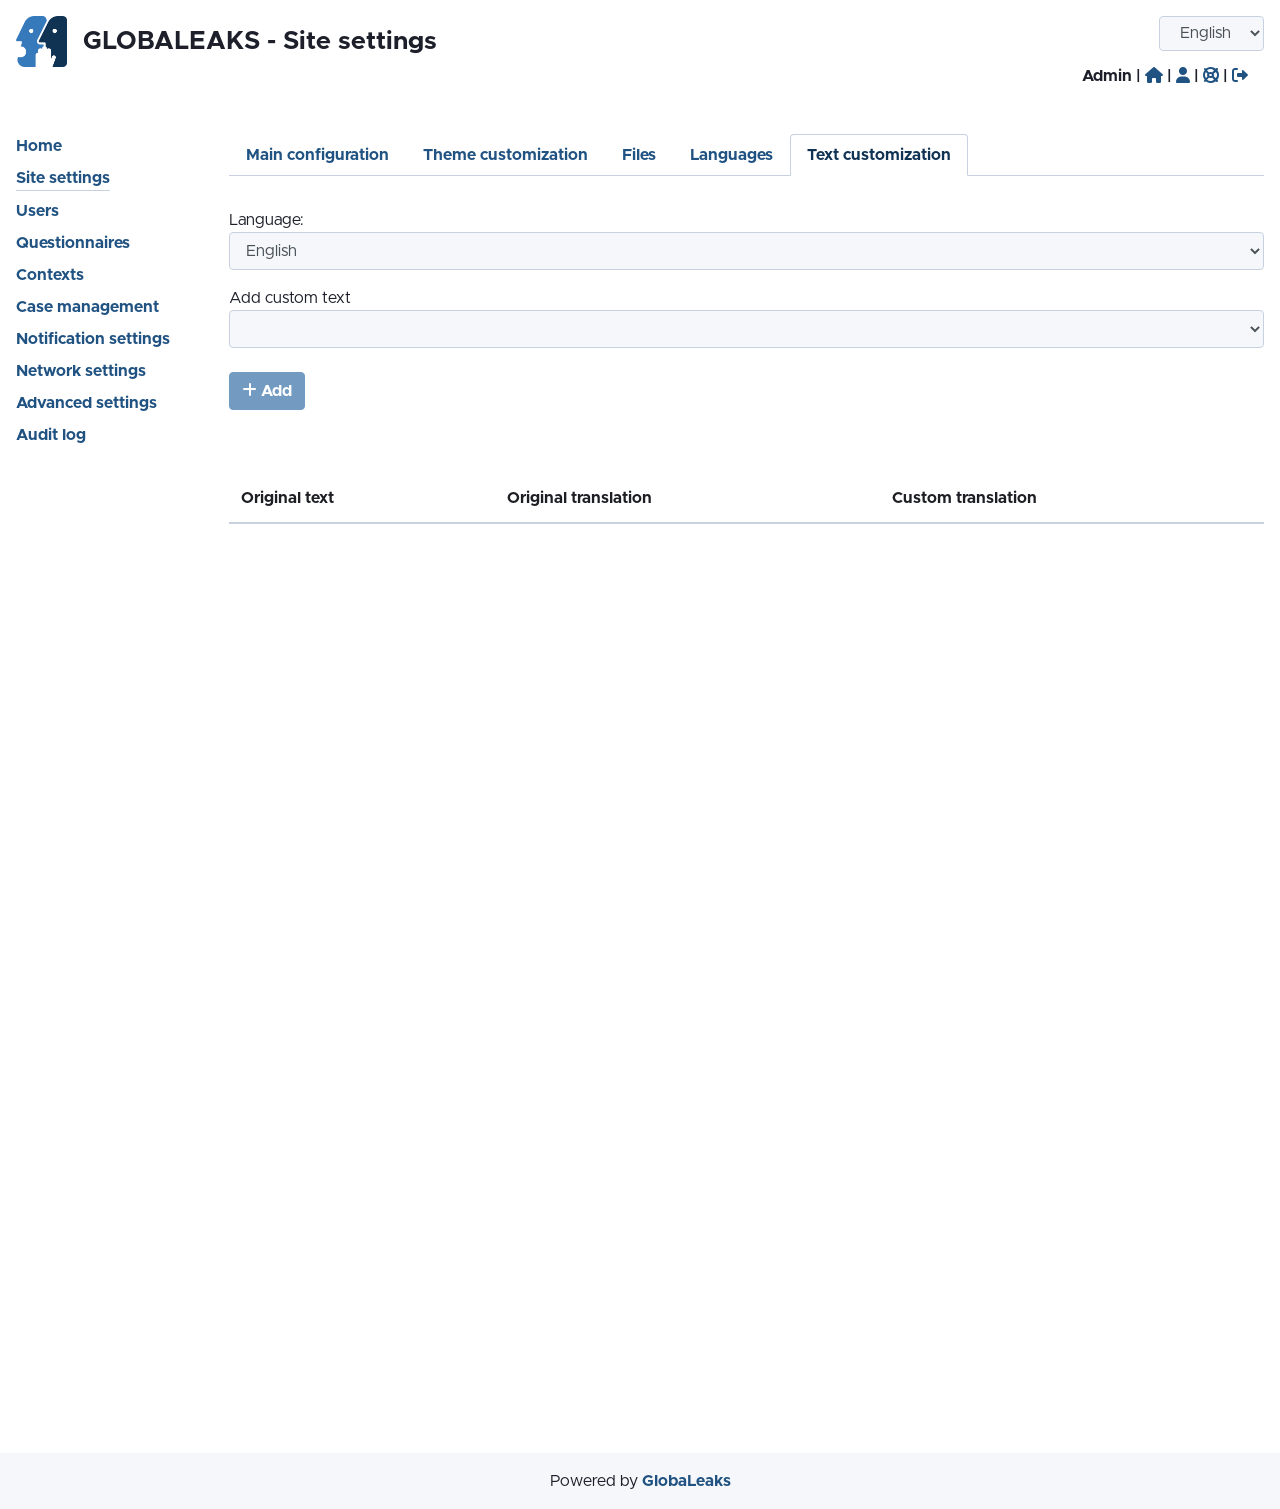 GLOBALEAKS - Site settings
English
Admin | | | |
Home
Site settings
Users
Questionnaires
Contexts
Case management
Notification settings
Network settings
Advanced settings
Audit log
Main configuration Theme customization Files Languages Text customization
Language:
English
Add custom text
+ Add
Original text Original translation Custom translation
Powered by GlobaLeaks